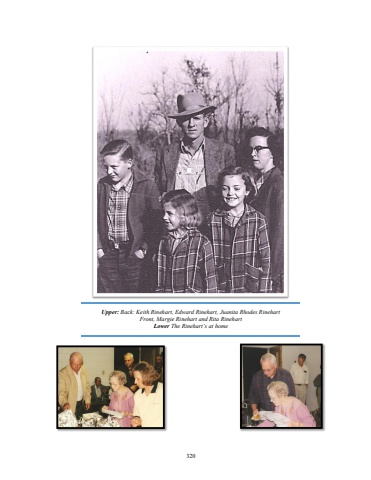 Upper: Back: Keith Rinehart, Edward Rinehart, Juanita Rhodes Rinehart
Front, Margie Rinehart and Rita Rinehart
Lower The Rinehart's at home
320